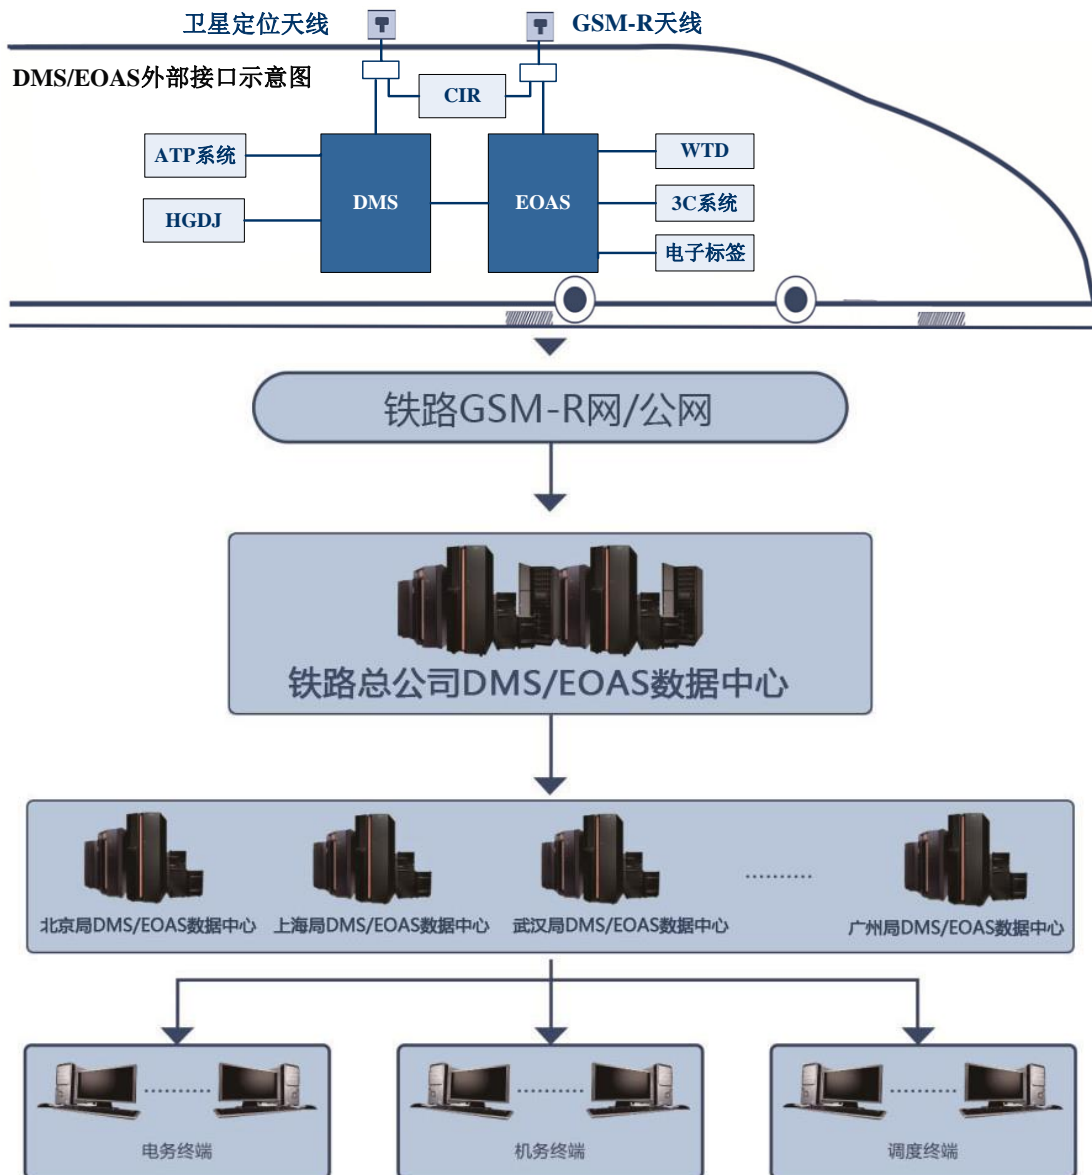 卫星定位天线
GSM-R天线
DMS/EOAS外部接口示意图
CIR
ATP系统
WTD
DMS
EOAS
3C系统
HGDJ
电子标签
铁路GSM-R网/公网
铁路总公司DMS/EOAS数据中心
..........
北京局DMS/EOAS数据中心
上海局DMS/EOAS数据中心
武汉局DMS/EOAS数据中心
广州局DMS/EOAS数据中心
..........
..........
..........
电务终端
机务终端
调度终端